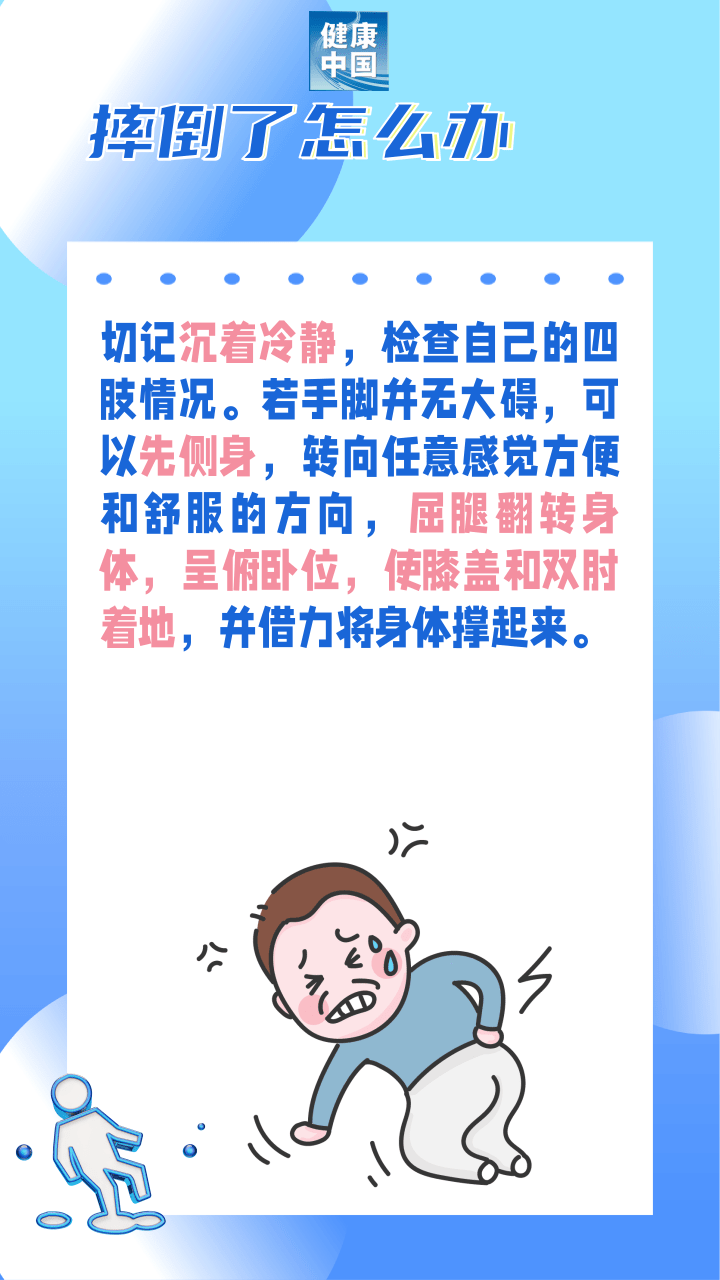 健康
中国
摔倒了怎么办
切记沉着冷静，检查自己的四
肢情况。若手脚并无大碍，可
以先侧身，转向任意感觉方便
和舒服的方向，屈腿翻转身
体，呈俯卧位，使膝盖和双肘
着地，并借力将身体撑起来。